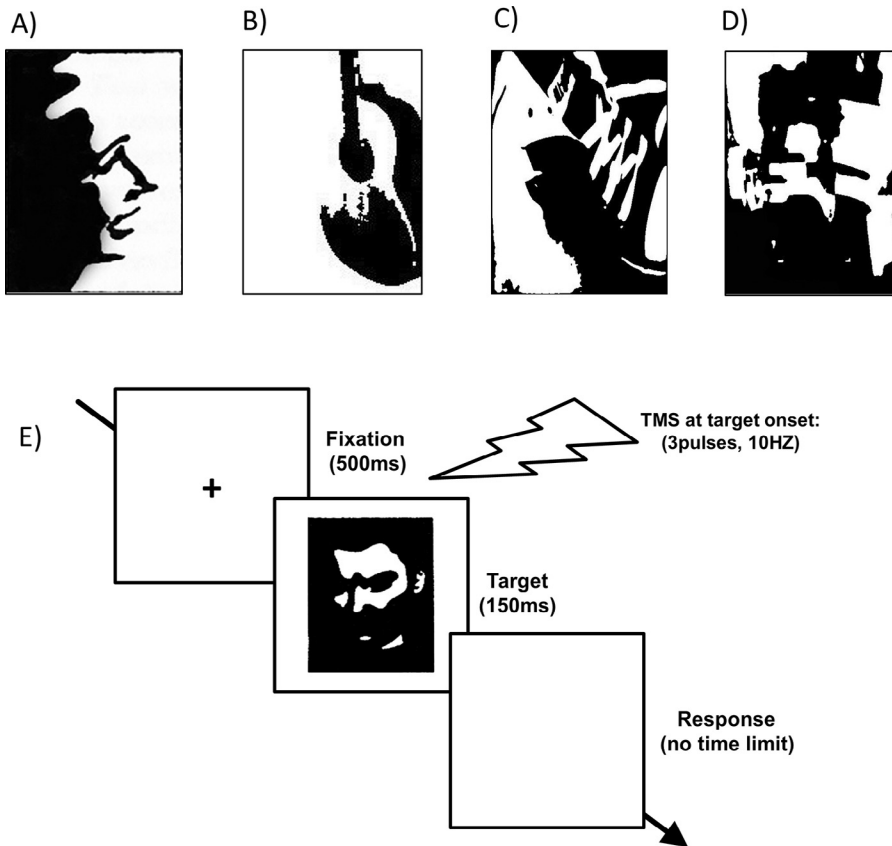 A)
B)
C)
D)
E)
Fixation
(500ms)
TMS at target onset:
(3pulses, 10HZ)
Target
(150ms)
Response
(no time limit)